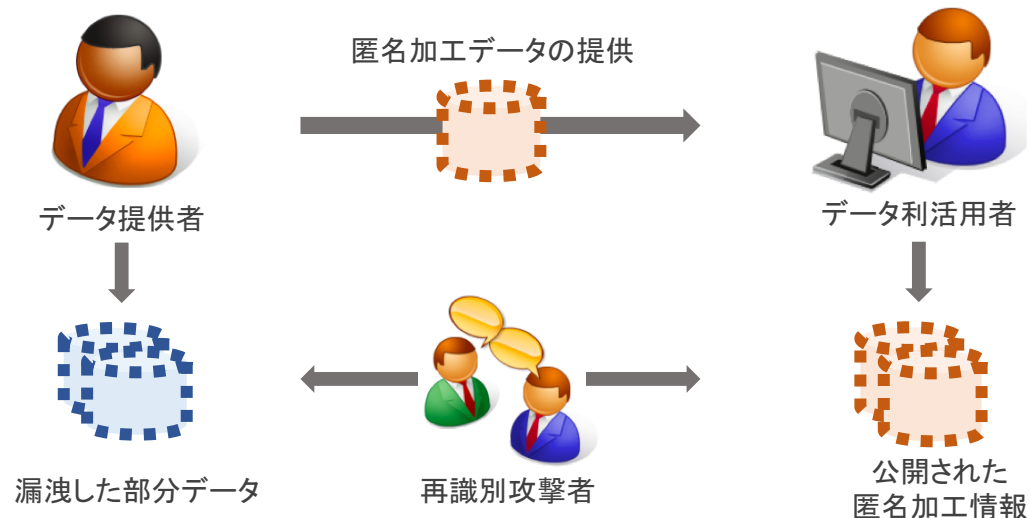 匿名加工データの提供
データ提供者
データ利活用者
漏洩した部分データ
再識別攻撃者
公開された
匿名加工情報